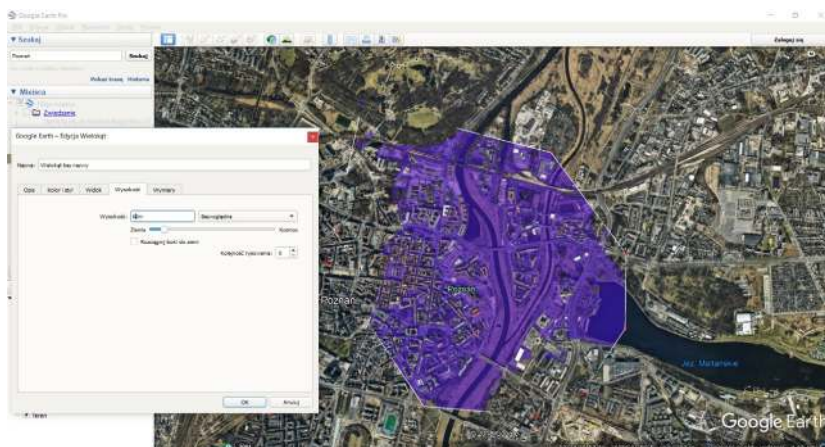 Google Earth Pro
▼ Szukaj
Poznań
Szukaj
Pokaż trasę Historia
▼ Miejsca
Zwiedzanie
Zaloguj się
Google Earth – Edycja Wielokąt
Nazwa: Wielokąt bez nazwy
Opis Kolor i styl Widok Wysokość Wymiary
Wysokość: Bezwzględna
Ziemia Kosmos
Rozciągnij boki do ziemi
Kolejność rysowania: 0
OK Anuluj
▼ Teren
Poznań
Poznań
Jez. Maltańskie
Google Earth